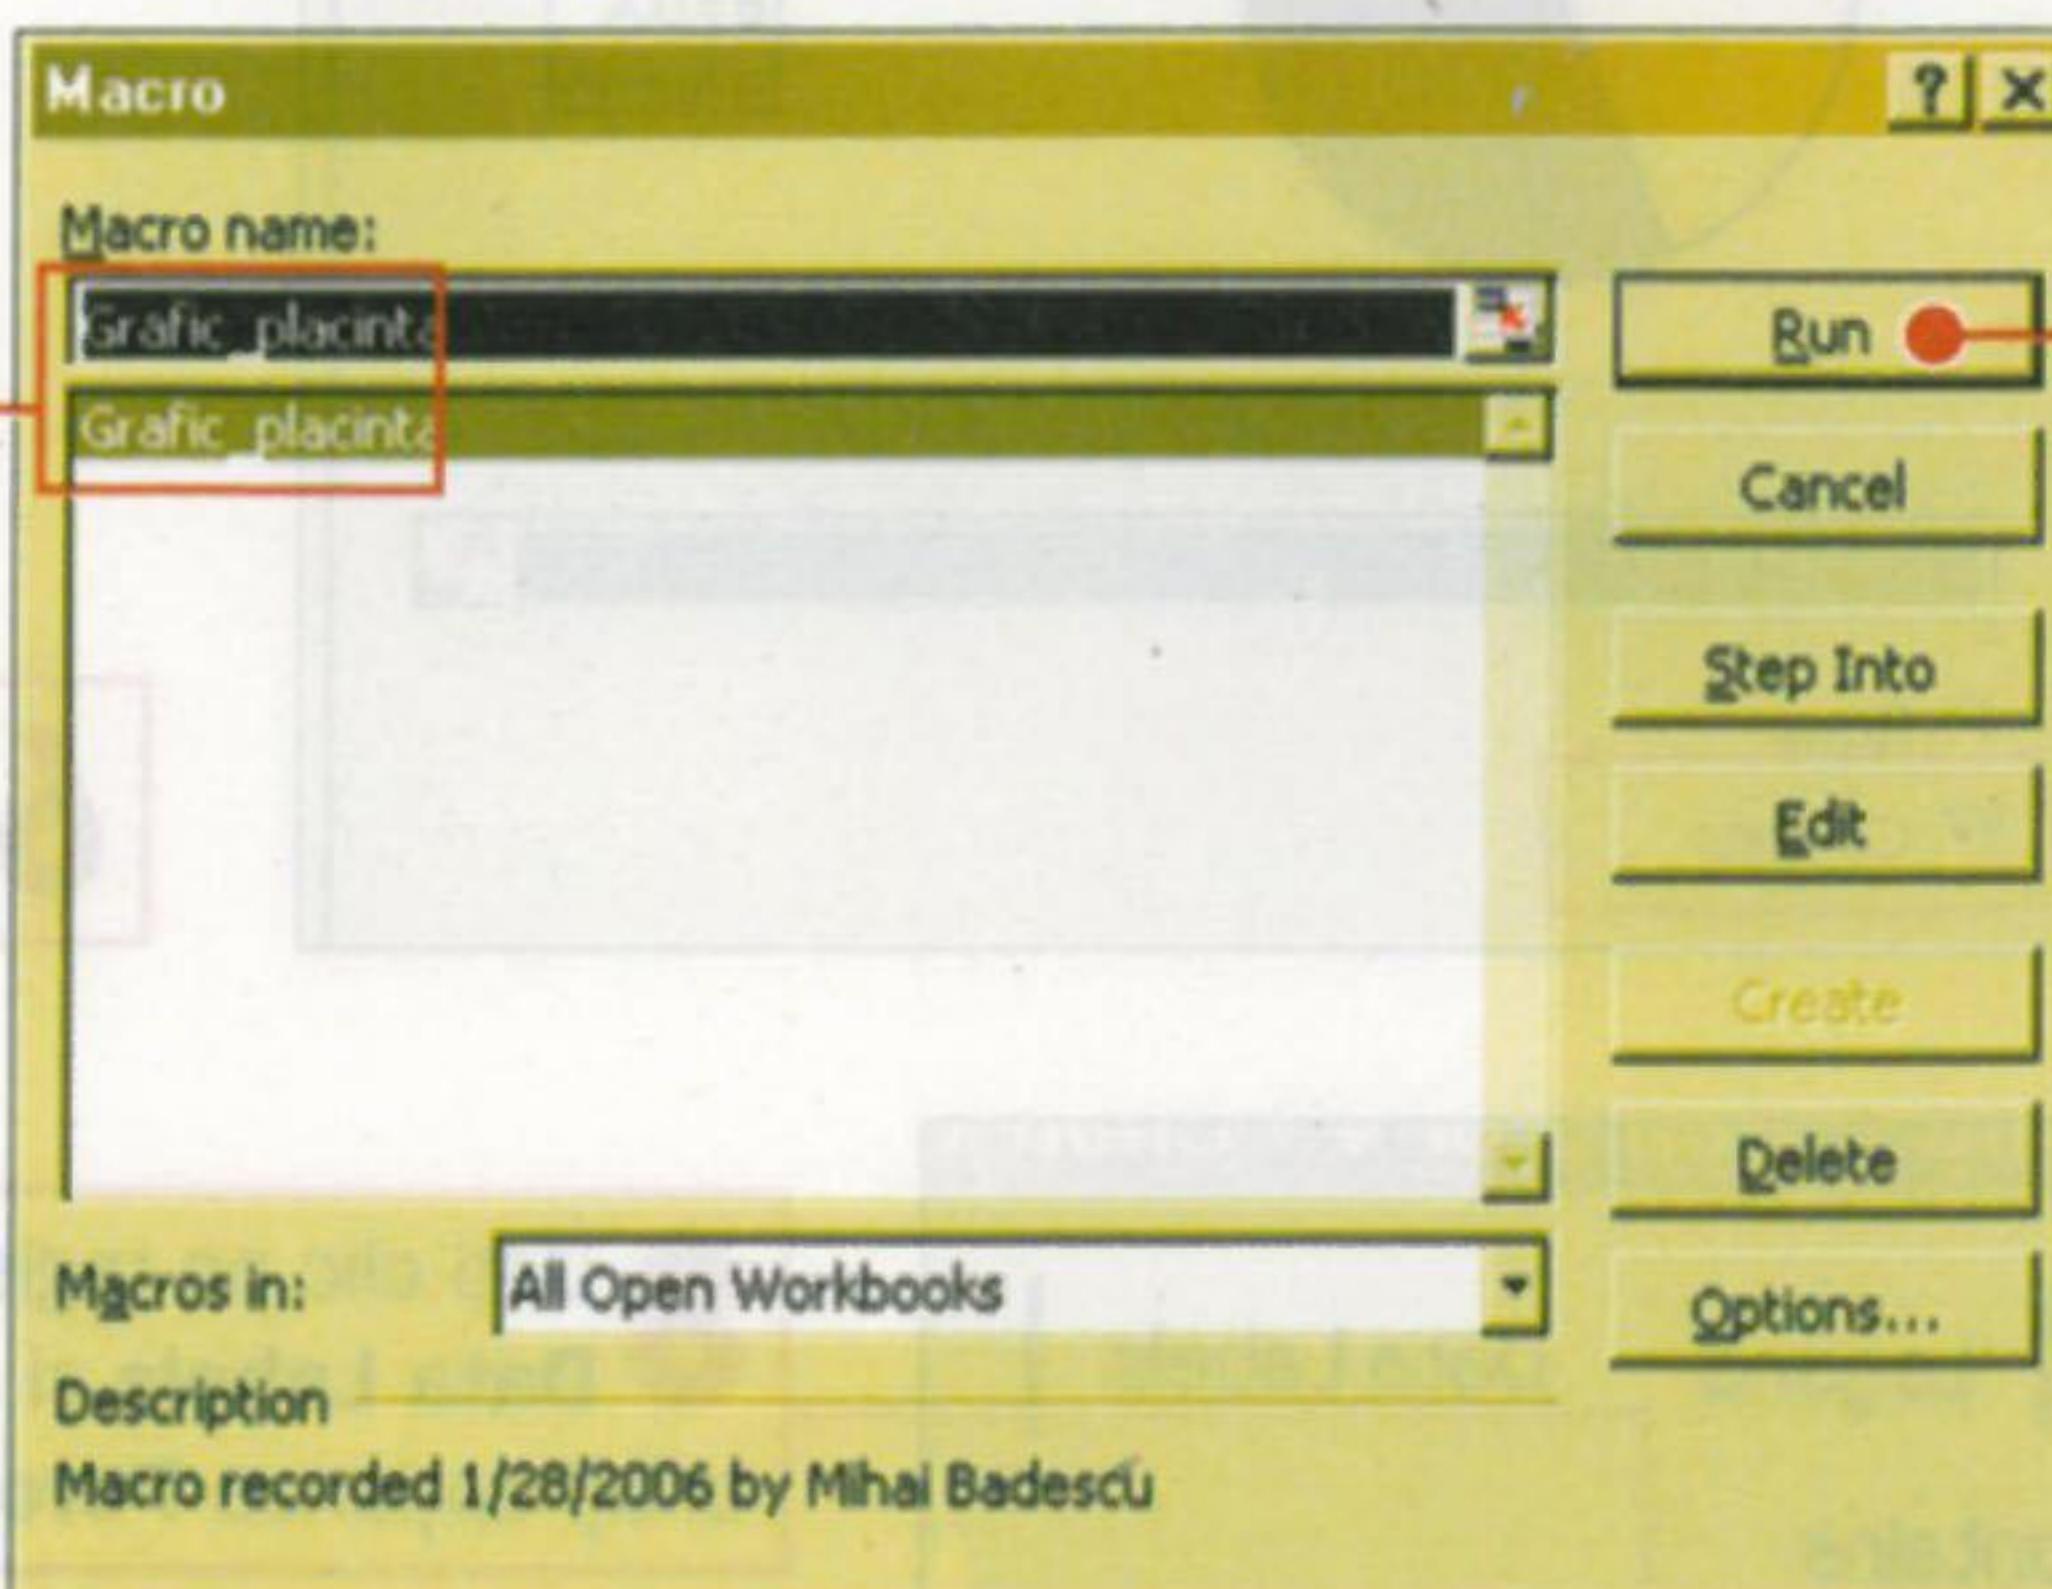 Macro
Macro name:
Grafic_placinta
Grafic_placinta
Run
Cancel
Step Into
Edit
Create
Delete
Options...
Macros in:
All Open Workbooks
Description
Macro recorded 1/28/2006 by Mihai Badescu